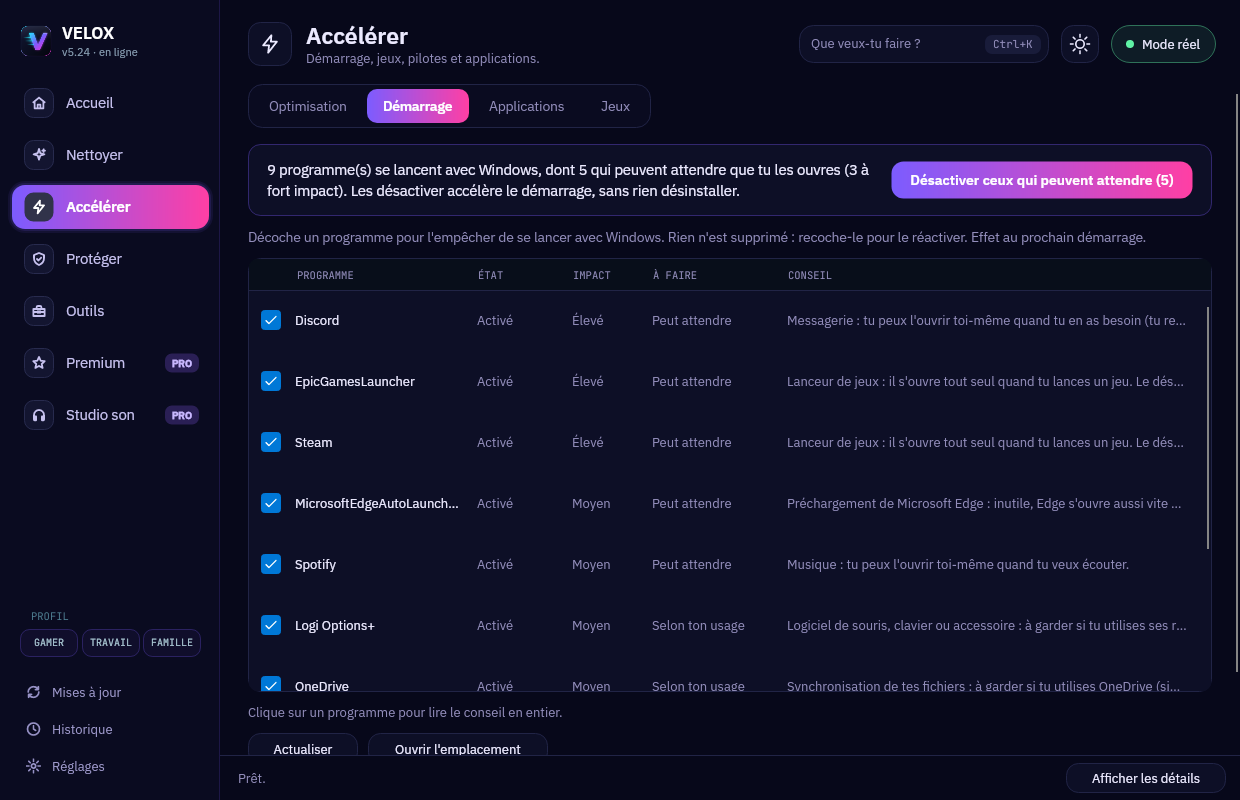 VELOX
v5.24 · en ligne
Accueil
Nettoyer
Accélérer
Protéger
Outils
Premium PRO
Studio son PRO
PROFIL
GAMER TRAVAIL FAMILLE
Mises à jour
Historique
Réglages
Accélérer
Démarrage, jeux, pilotes et applications.
Que veux-tu faire ? Ctrl+K
Mode réel
Optimisation Démarrage Applications Jeux
9 programme(s) se lancent avec Windows, dont 5 qui peuvent attendre que tu les ouvres (3 à
fort impact). Les désactiver accélère le démarrage, sans rien désinstaller.
Désactiver ceux qui peuvent attendre (5)
Décoche un programme pour l'empêcher de se lancer avec Windows. Rien n'est supprimé : recoche-le pour le réactiver. Effet au prochain démarrage.
PROGRAMME ÉTAT IMPACT À FAIRE CONSEIL
Discord Activé Élevé Peut attendre Messagerie : tu peux l'ouvrir toi-même quand tu en as besoin (tu re...
EpicGamesLauncher Activé Élevé Peut attendre Lanceur de jeux : il s'ouvre tout seul quand tu lances un jeu. Le dés...
Steam Activé Élevé Peut attendre Lanceur de jeux : il s'ouvre tout seul quand tu lances un jeu. Le dés...
MicrosoftEdgeAutoLaunch... Activé Moyen Peut attendre Préchargement de Microsoft Edge : inutile, Edge s'ouvre aussi vite ...
Spotify Activé Moyen Peut attendre Musique : tu peux l'ouvrir toi-même quand tu veux écouter.
Logi Options+ Activé Moyen Selon ton usage Logiciel de souris, clavier ou accessoire : à garder si tu utilises ses r...
OneDrive Activé Moyen Selon ton usage Synchronisation de tes fichiers : à garder si tu utilises OneDrive (si...
Clique sur un programme pour lire le conseil en entier.
Actualiser Ouvrir l'emplacement
Prêt.
Afficher les détails